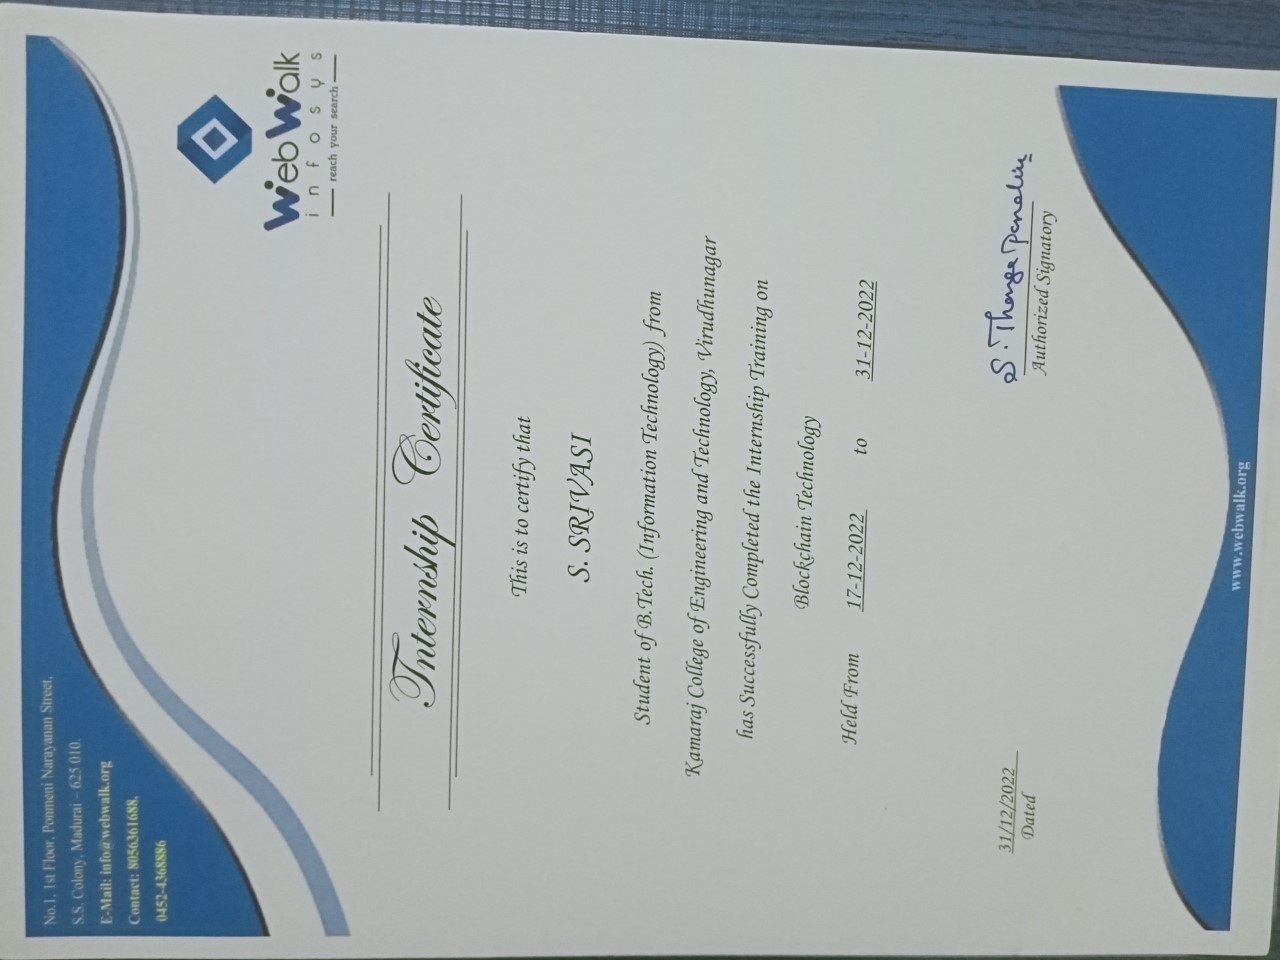 No.1, 1st Floor, Ponmeni Narayanan Street,
S.S. Colony, Madurai – 625 010.
E-Mail: info@webwalk.org
Contact: 8056361688,
0452-4368886
WebWalk
infosys
reach your search
Internship Certificate
This is to certify that
S. SRIVASI
Student of B.Tech. (Information Technology) from
Kamaraj College of Engineering and Technology, Virudhunagar
has Successfully Completed the Internship Training on
Blockchain Technology
Held From 17-12-2022 to 31-12-2022
31/12/2022
Dated
Authorized Signatory
www.webwalk.org